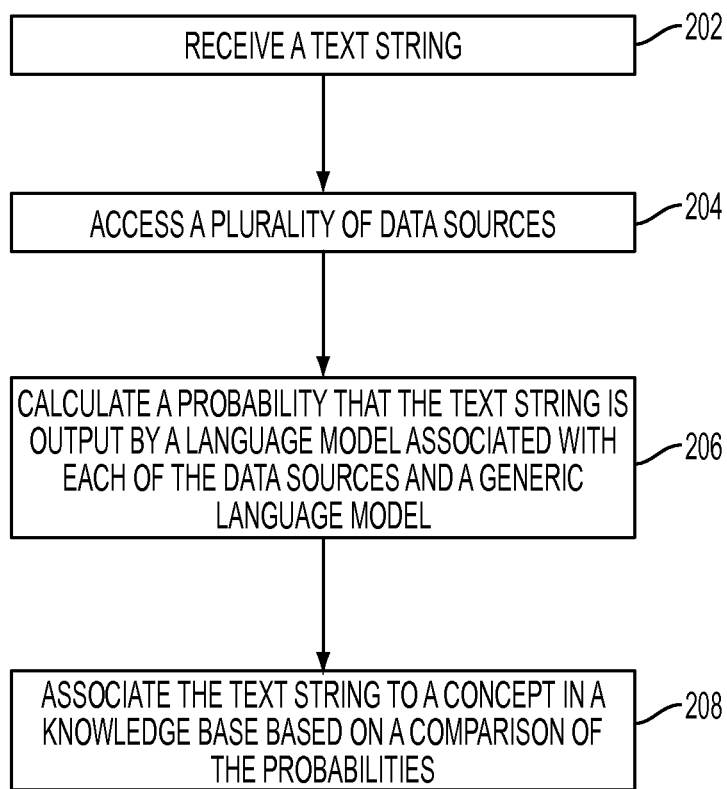 RECEIVE A TEXT STRING
202
ACCESS A PLURALITY OF DATA SOURCES
204
CALCULATE A PROBABILITY THAT THE TEXT STRING IS
OUTPUT BY A LANGUAGE MODEL ASSOCIATED WITH
EACH OF THE DATA SOURCES AND A GENERIC
LANGUAGE MODEL
206
ASSOCIATE THE TEXT STRING TO A CONCEPT IN A
KNOWLEDGE BASE BASED ON A COMPARISON OF
THE PROBABILITIES
208